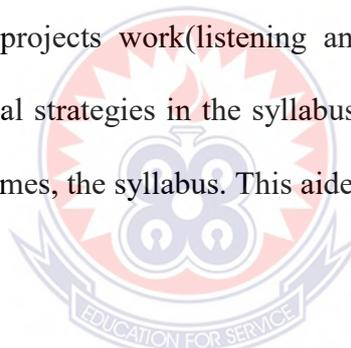 projects work(listening an
al strategies in the syllabus
mes, the syllabus. This aide
EDUCATION FOR SERVICE